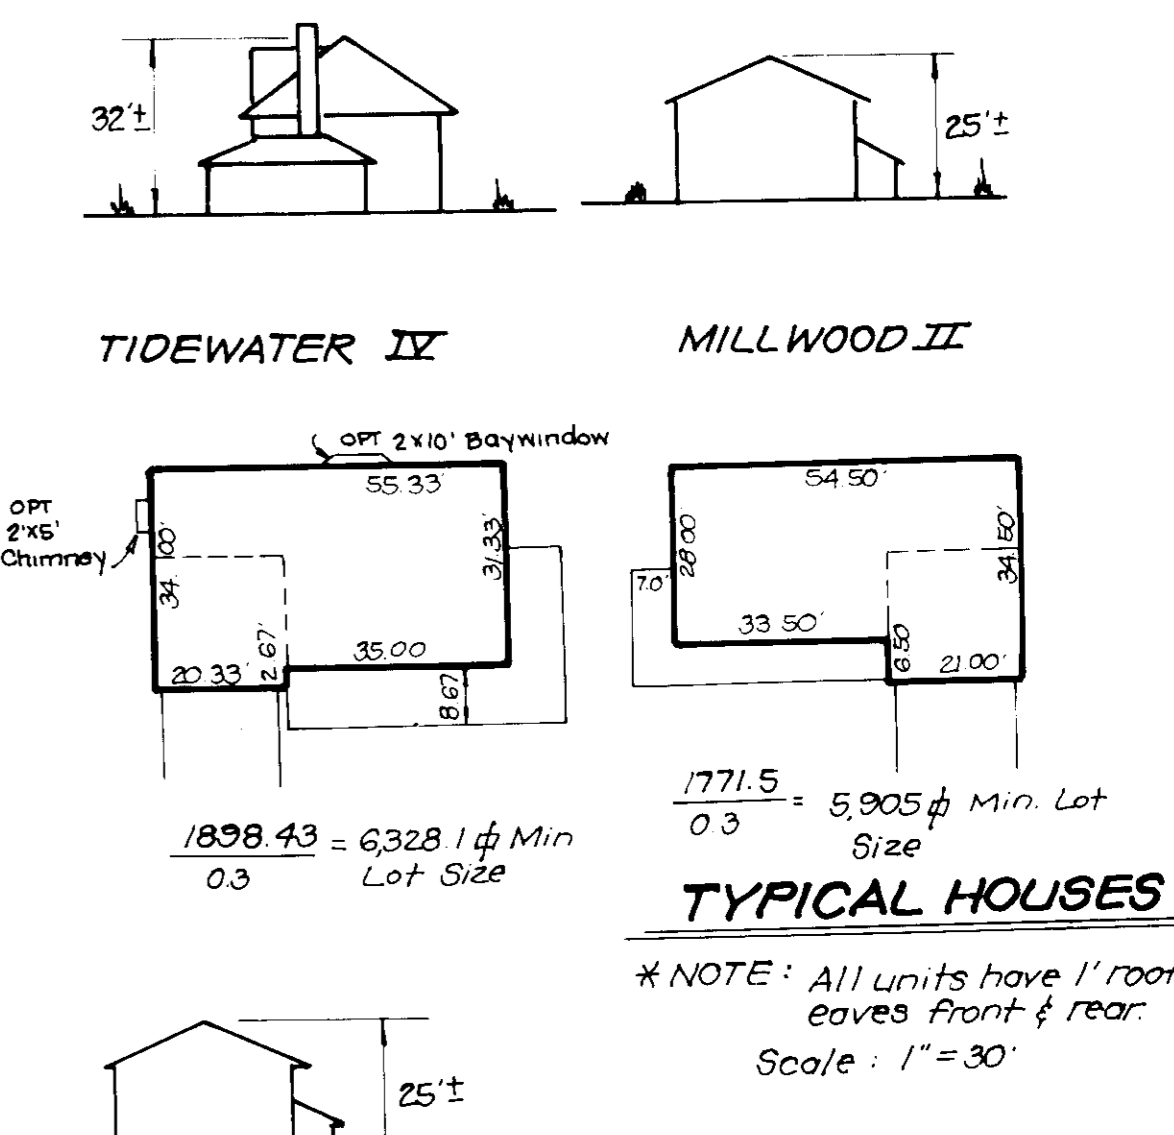 32'±
25'±
TIDEWATER IV
MILLWOOD II
OPT 2'x10' Baywindow
55.33'
OPT
2'x5'
Chimney
34.00'
31.33'
20.33'
2.67'
35.00
8.67
54.50'
28.00'
34.50'
7.0'
33.50'
6.50
21.00'
1898.43
0.3
= 6,328.1 ⌽ Min
Lot Size
1771.5
0.3
= 5,905 ⌽ Min. Lot
Size
TYPICAL HOUSES
* NOTE: All units have 1' roof
eaves front & rear.
Scale: 1" = 30'
25'±